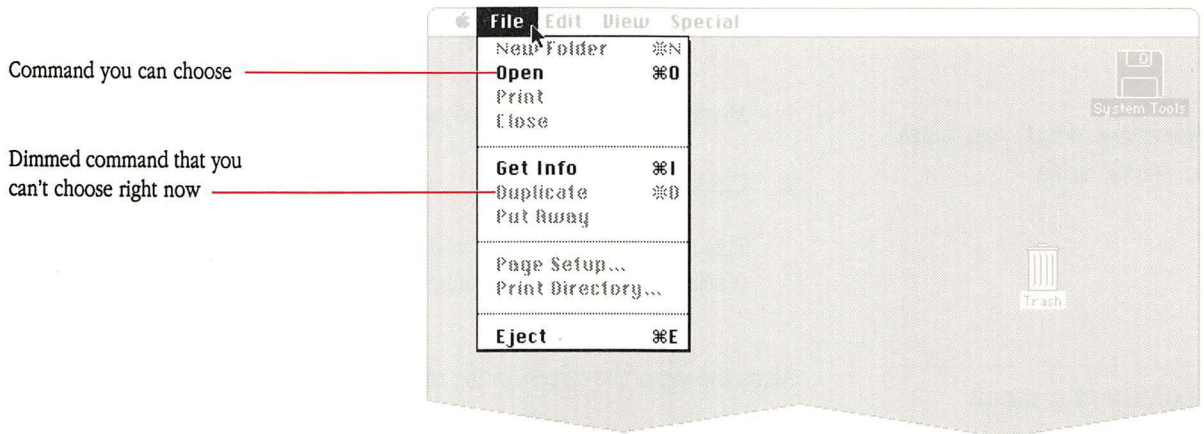 File Edit View Special
New Folder ⌘N
Command you can choose
Open ⌘O
Print
Close
System Tools
Dimmed command that you
can't choose right now
Get Info ⌘I
Duplicate ⌘D
Put Away
Page Setup...
Print Directory...
Trash
Eject ⌘E